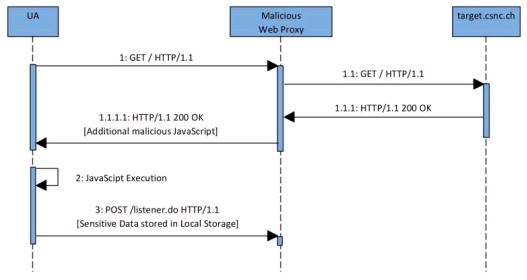 UA
Malicious
Web Proxy
target.csnc.ch
1: GET / HTTP/1.1
1.1: GET / HTTP/1.1
1.1.1: HTTP/1.1 200 OK
1.1.1.1: HTTP/1.1 200 OK
[Additional malicious JavaScript]
2: JavaScipt Execution
3: POST /listener.do HTTP/1.1
[Sensitive Data stored in Local Storage]